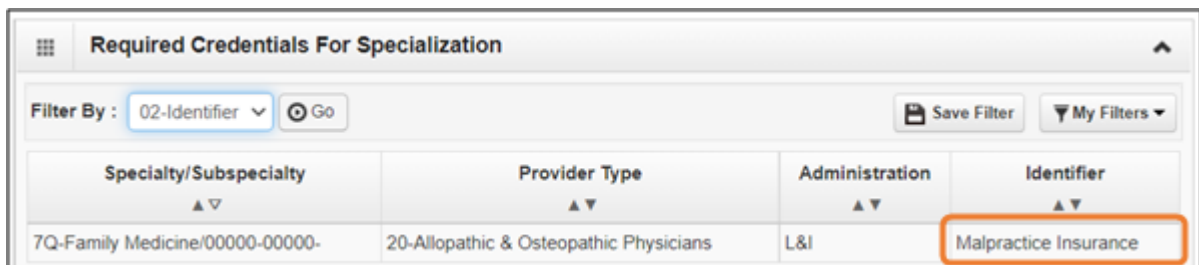 Required Credentials For Specialization
Filter By : 02-Identifier Go Save Filter My Filters
Specialty/Subspecialty Provider Type Administration Identifier
7Q-Family Medicine/00000-00000- 20-Allopathic & Osteopathic Physicians L&I Malpractice Insurance